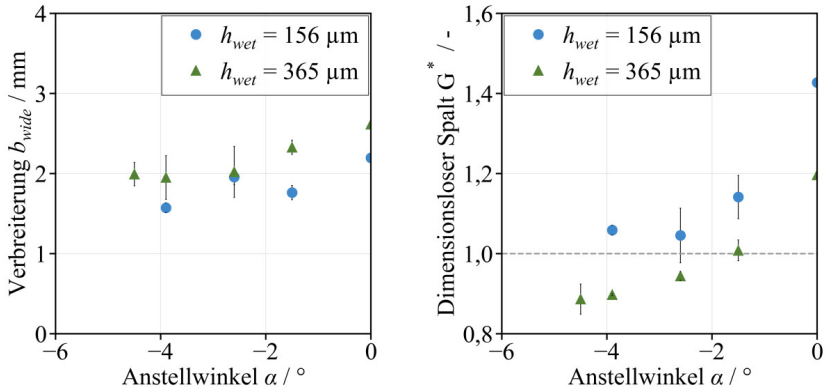 4
3
2
1
0
−6
−4
−2
0
Verbreiterung b_wide / mm
Anstellwinkel α / °
h_wet = 156 µm
h_wet = 365 µm
1,6
1,4
1,2
1,0
0,8
−6
−4
−2
0
Dimensionsloser Spalt G* / -
Anstellwinkel α / °
h_wet = 156 µm
h_wet = 365 µm